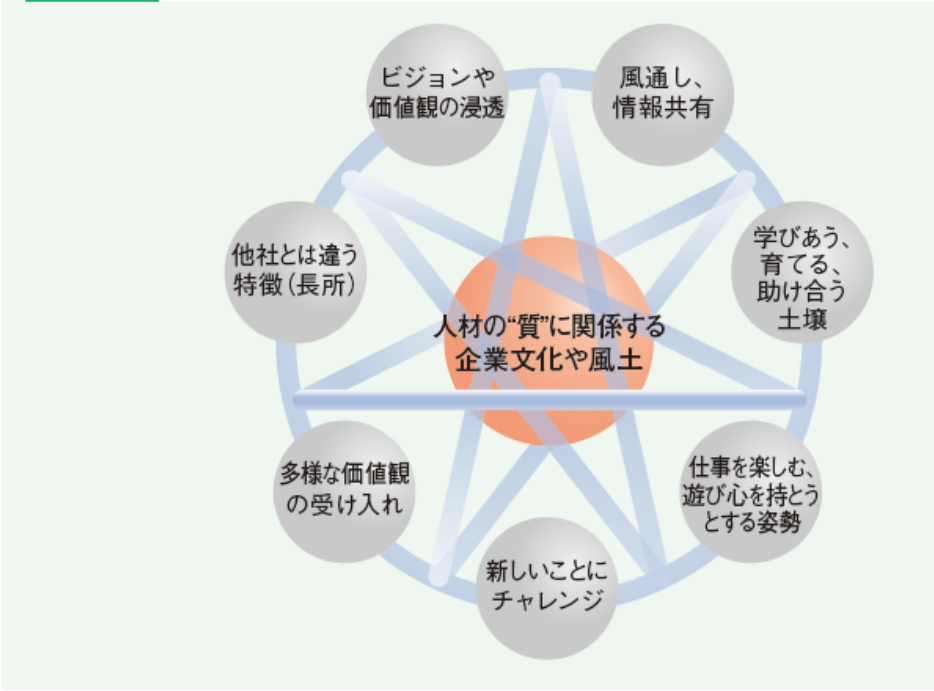 ビジョンや
価値観の浸透
風通し、
情報共有
他社とは違う
特徴(長所)
学びあう、
育てる、
助け合う
土壌
人材の“質”に関係する
企業文化や風土
多様な価値観
の受け入れ
仕事を楽しむ、
遊び心を持とう
とする姿勢
新しいことに
チャレンジ